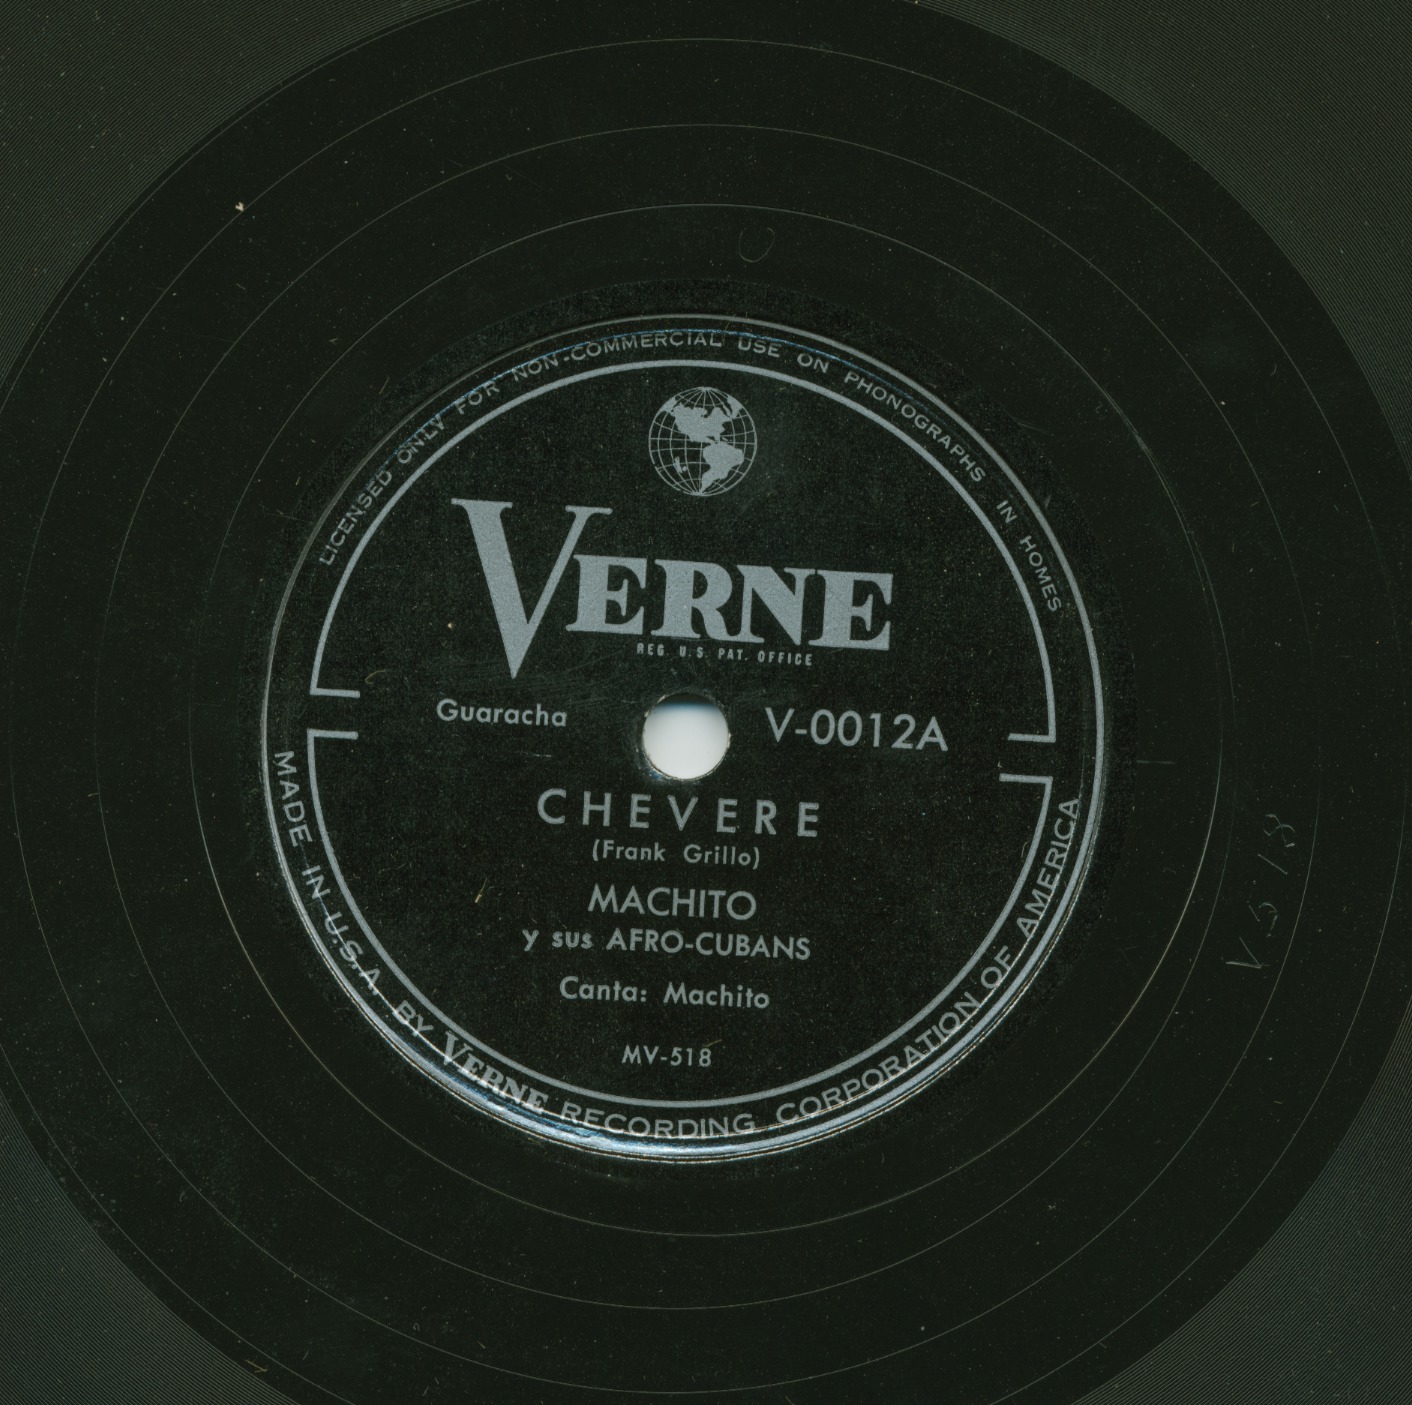 LICENSED ONLY FOR NON-COMMERCIAL USE ON PHONOGRAPHS IN HOMES
VERNE
REG. U.S. PAT. OFFICE
Guaracha
V-0012A
CHEVERE
(Frank Grillo)
MACHITO
y sus AFRO-CUBANS
Canta: Machito
MV-518
MADE IN U.S.A. BY VERNE RECORDING CORPORATION OF AMERICA
V 518